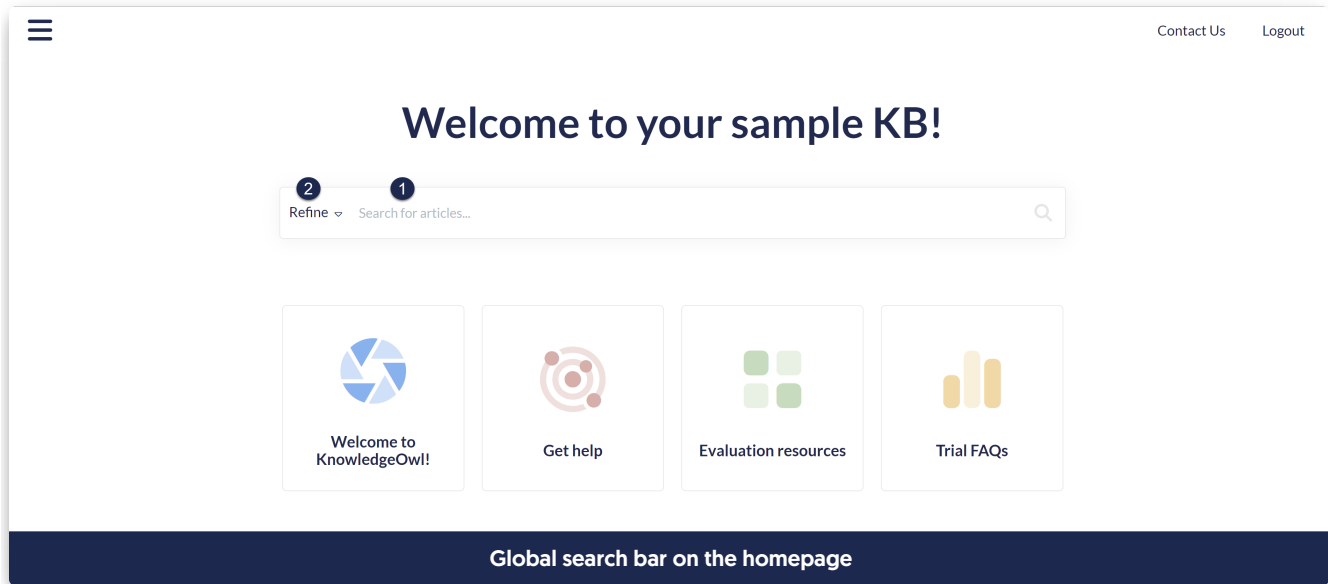 Contact Us Logout
Welcome to your sample KB!
2 1
Refine Search for articles...
Welcome to
KnowledgeOwl!
Get help
Evaluation resources
Trial FAQs
Global search bar on the homepage